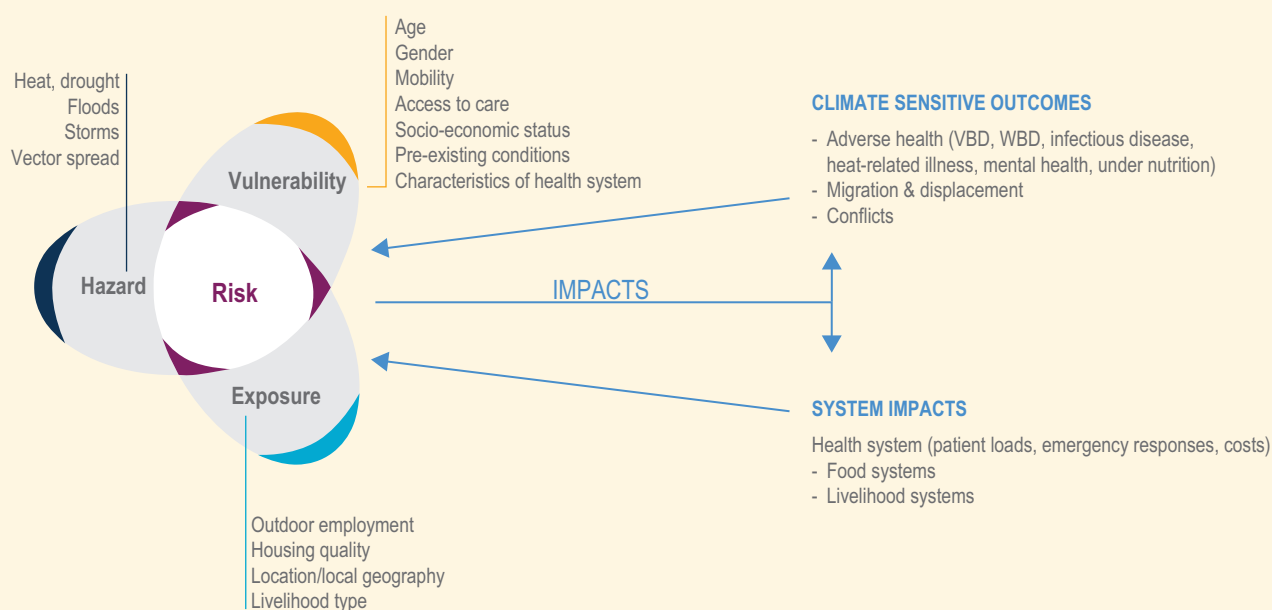 Age
Gender
Mobility
Access to care
Socio-economic status
Pre-existing conditions
Characteristics of health system
Heat, drought
Floods
Storms
Vector spread
Vulnerability
Hazard
Risk
Exposure
Outdoor employment
Housing quality
Location/local geography
Livelihood type
IMPACTS
CLIMATE SENSITIVE OUTCOMES
- Adverse health (VBD, WBD, infectious disease,
heat-related illness, mental health, under nutrition)
- Migration & displacement
- Conflicts
SYSTEM IMPACTS
Health system (patient loads, emergency responses, costs)
- Food systems
- Livelihood systems